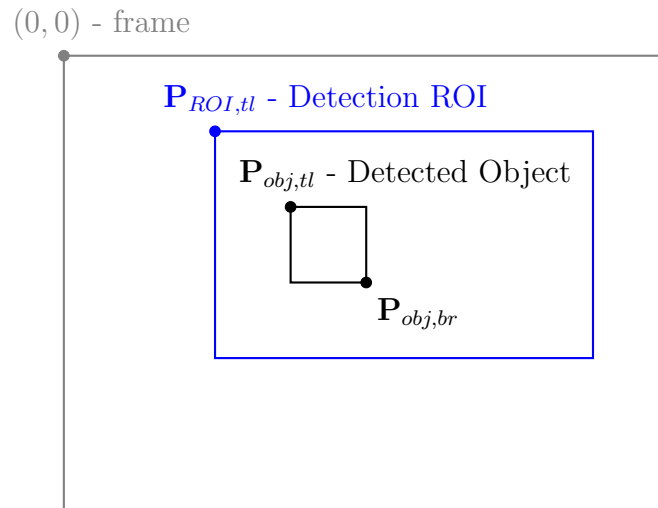 (0, 0) - frame
P_{ROI,tl} - Detection ROI
P_{obj,tl} - Detected Object
P_{obj,br}